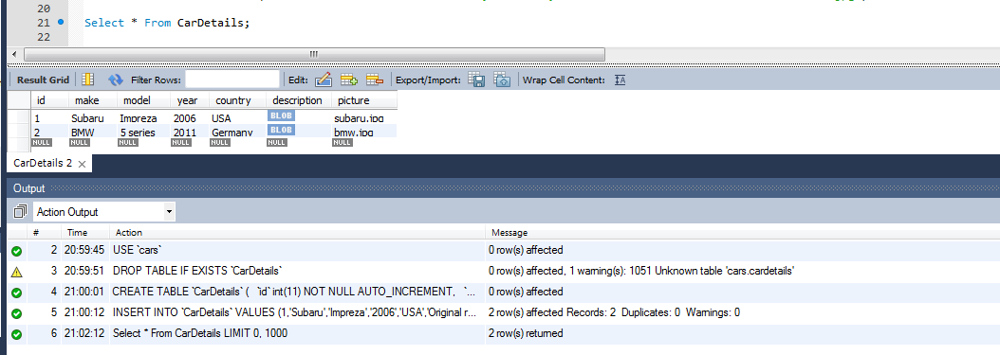 20
21 Select * From CarDetails;
22
Result Grid Filter Rows: Edit: Export/Import: Wrap Cell Content:
id make model year country description picture
1 Subaru Impreza 2006 USA BLOB subaru.jpg
2 BMW 5 series 2011 Germany BLOB bmw.jpg
NULL NULL NULL NULL NULL NULL NULL
CarDetails 2
Output
Action Output
# Time Action Message
2 20:59:45 USE `cars` 0 row(s) affected
3 20:59:51 DROP TABLE IF EXISTS `CarDetails` 0 row(s) affected, 1 warning(s): 1051 Unknown table 'cars.cardetails'
4 21:00:01 CREATE TABLE `CarDetails` ( `id` int(11) NOT NULL AUTO_INCREMENT, `... 0 row(s) affected
5 21:00:12 INSERT INTO `CarDetails` VALUES (1,'Subaru','Impreza','2006','USA','Original r... 2 row(s) affected Records: 2 Duplicates: 0 Warnings: 0
6 21:02:12 Select * From CarDetails LIMIT 0, 1000 2 row(s) returned